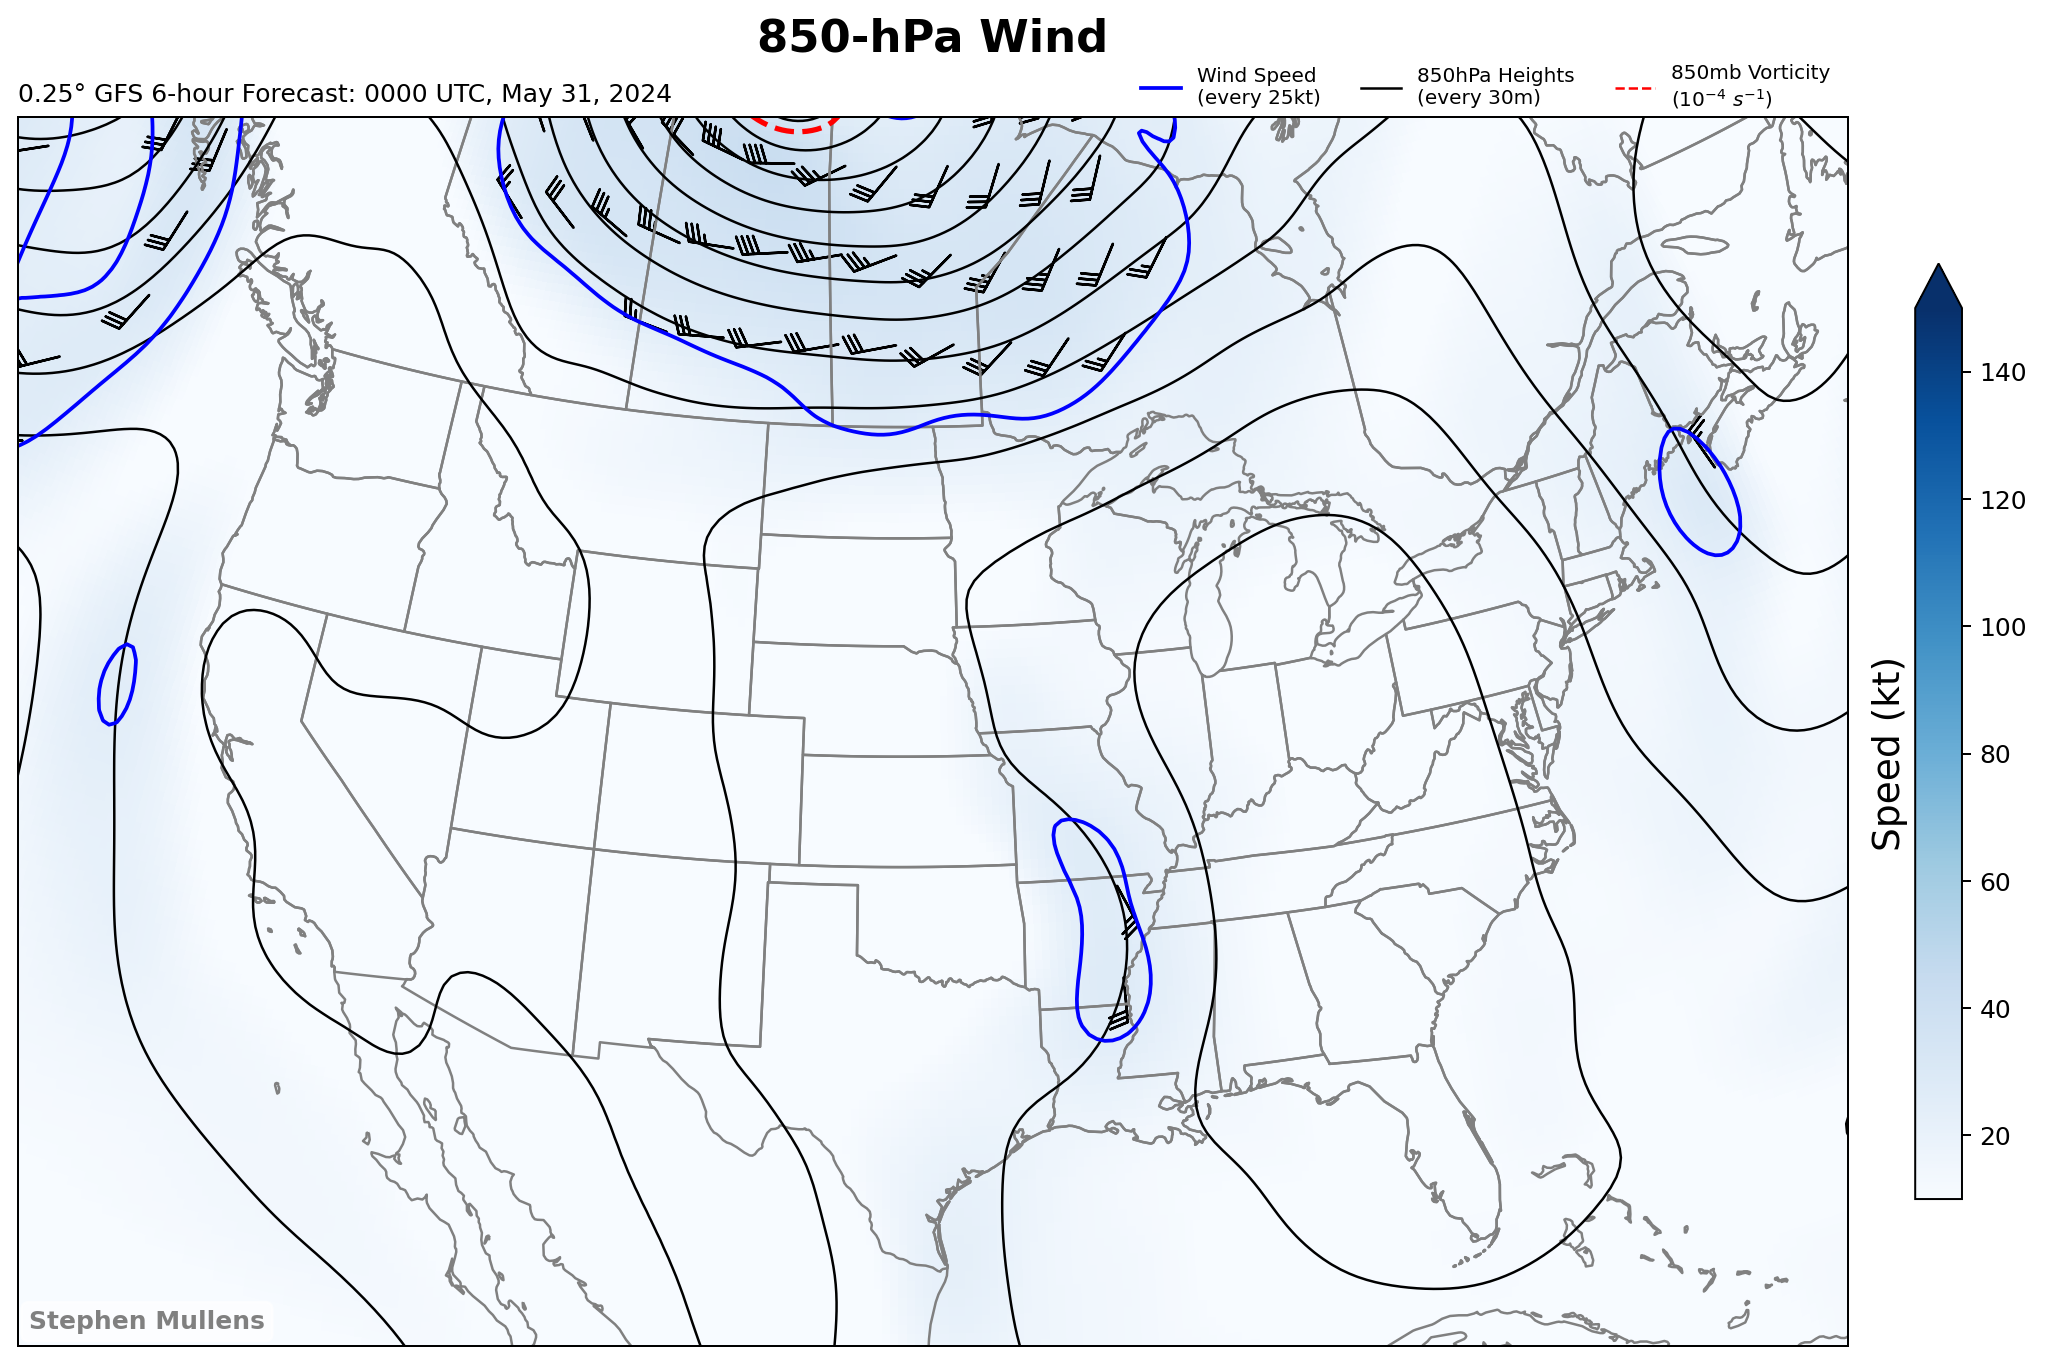 850-hPa Wind
0.25° GFS 6-hour Forecast: 0000 UTC, May 31, 2024
Wind Speed
(every 25kt)
850hPa Heights
(every 30m)
850mb Vorticity
(10⁻⁴ s⁻¹)
140
120
100
80
60
40
20
Speed (kt)
Stephen Mullens